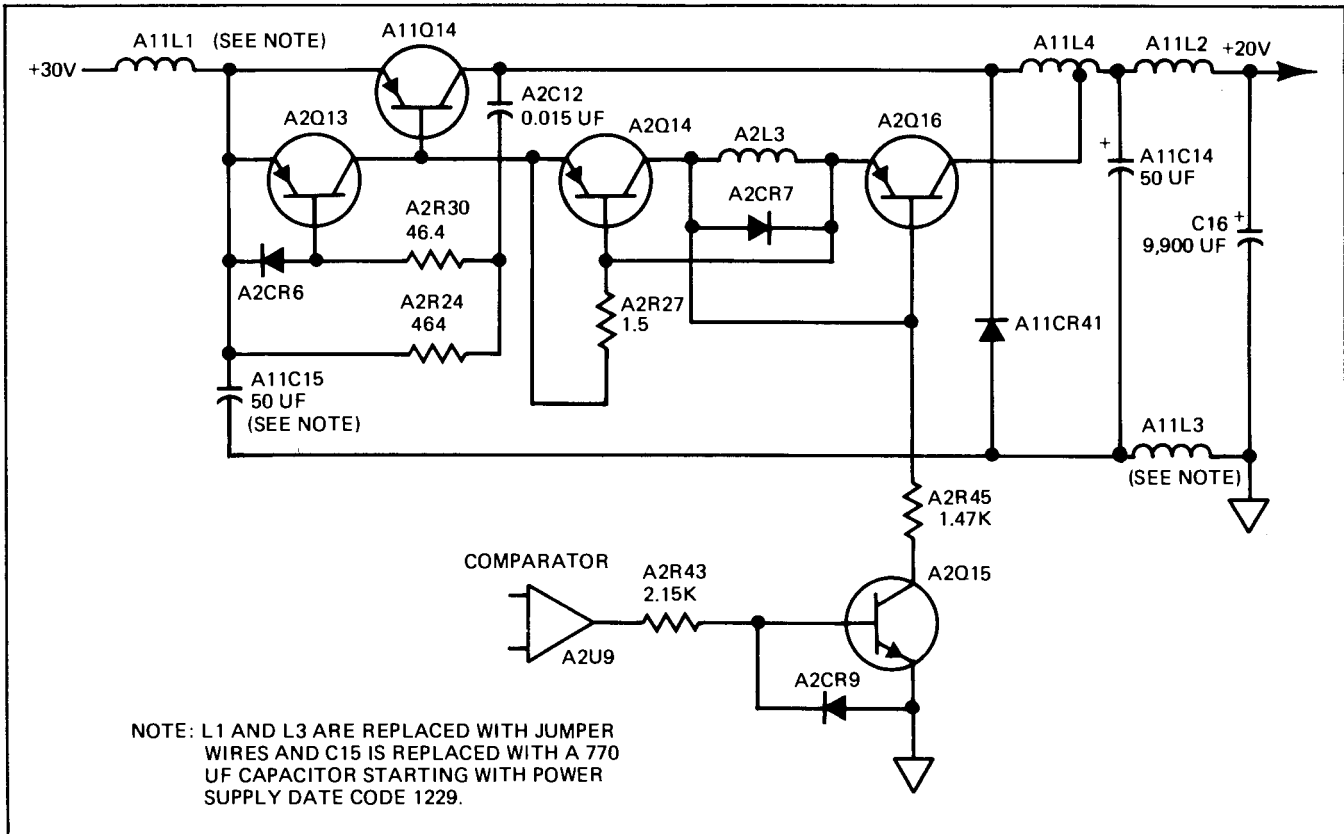 A11L1 (SEE NOTE)
A11Q14
A11L4
A11L2
+30V
+20V
A2C12
0.015 UF
A2Q13
A2Q14
A2L3
A2Q16
+
A11C14
50 UF
A2CR7
A2R30
46.4
C16
+
9,900 UF
A2CR6
A2R24
464
A2R27
1.5
A11CR41
A11C15
50 UF
(SEE NOTE)
A11L3
(SEE NOTE)
A2R45
1.47K
COMPARATOR
A2R43
2.15K
A2Q15
A2U9
A2CR9
NOTE: L1 AND L3 ARE REPLACED WITH JUMPER
WIRES AND C15 IS REPLACED WITH A 770
UF CAPACITOR STARTING WITH POWER
SUPPLY DATE CODE 1229.